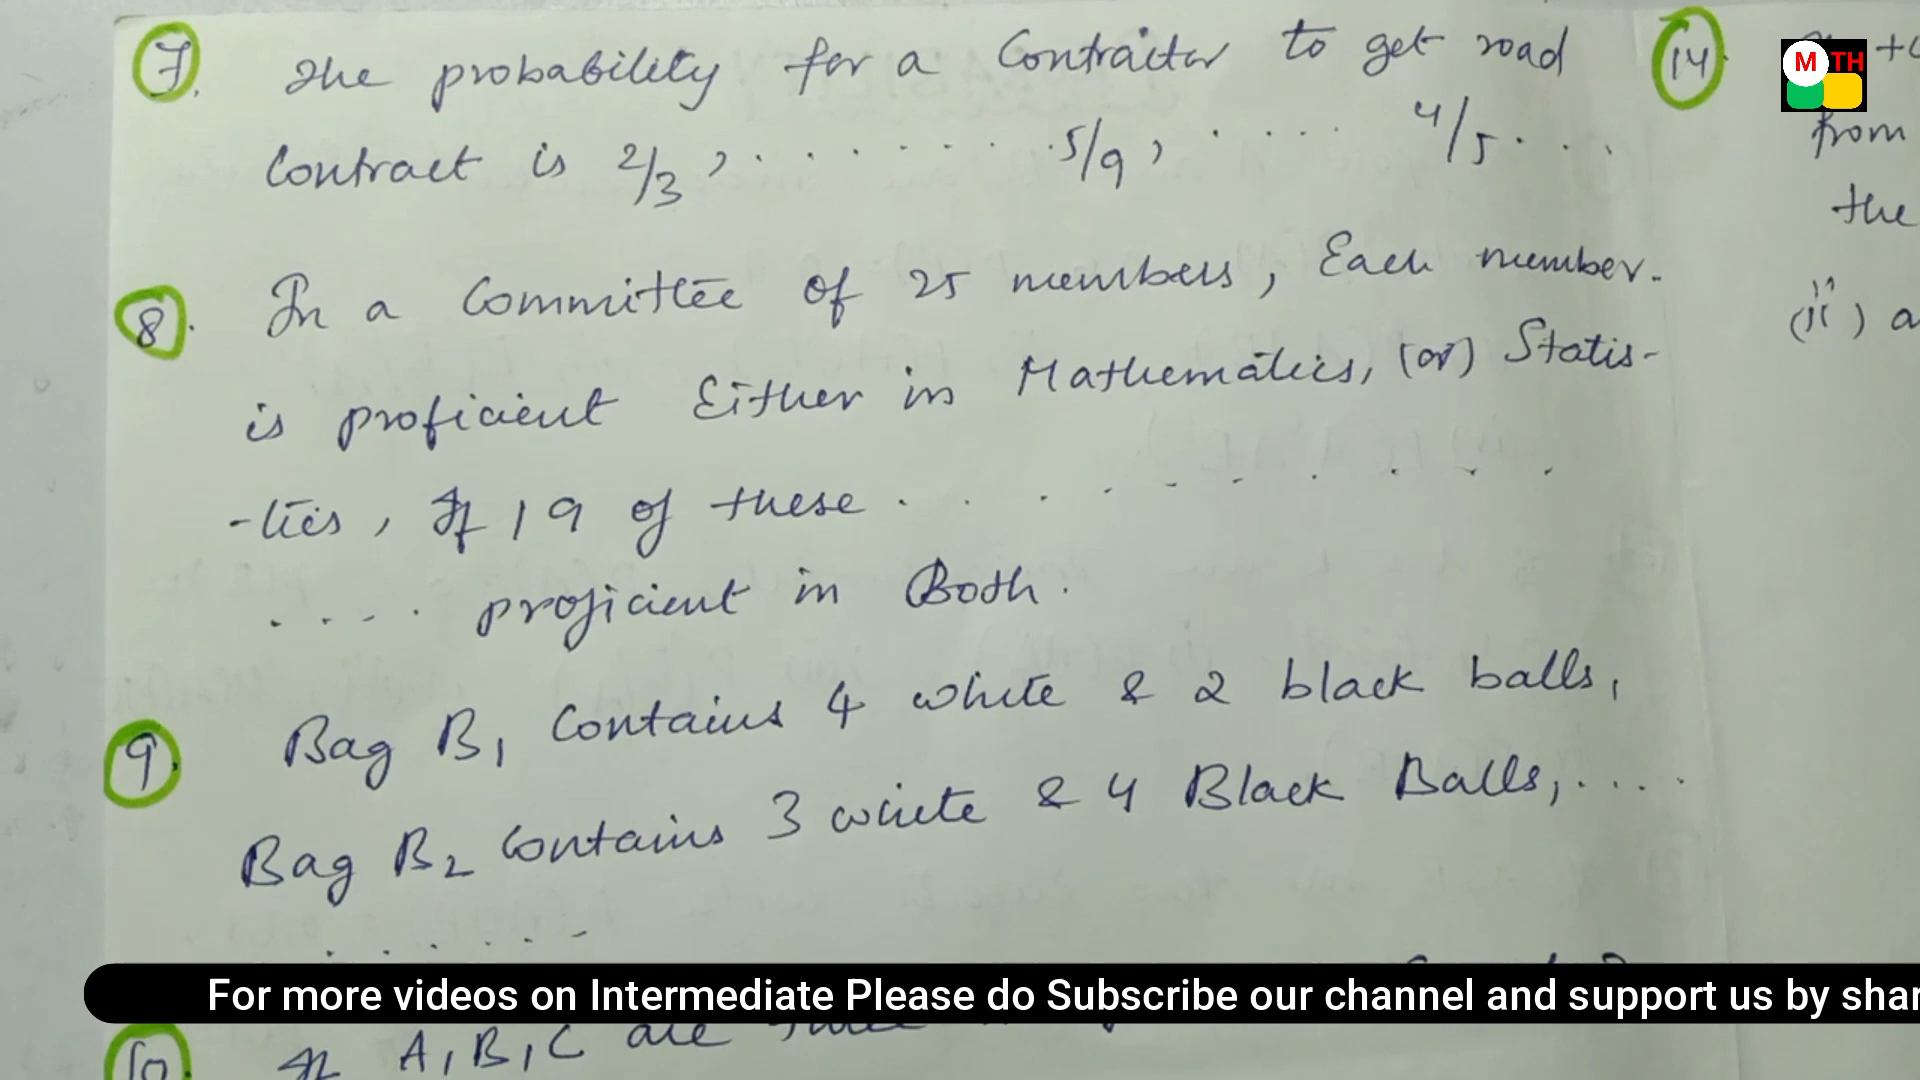 7. The probability for a Contractor to get road
Contract is 2/3, . . . . . . . . 5/9, . . . . . 4/5 . . .
8. In a Committee of 25 members, Each member
is proficient Either in Mathematics, (or) Statis-
-tics, If 19 of these . . . . . . . . .
. . . . proficient in Both.
9. Bag B1 Contains 4 white & 2 black balls,
Bag B2 Contains 3 white & 4 Black Balls, . . . .
. . . . . .
10 If A, B, C are three
14
from
the
(ii) a
M TH
For more videos on Intermediate Please do Subscribe our channel and support us by shar